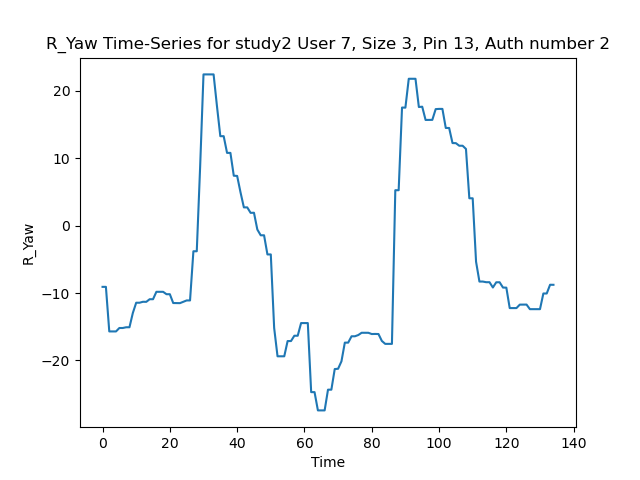 R_Yaw Time-Series for study2 User 7, Size 3, Pin 13, Auth number 2
20
10
0
−10
−20
R_Yaw
0 20 40 60 80 100 120 140
Time